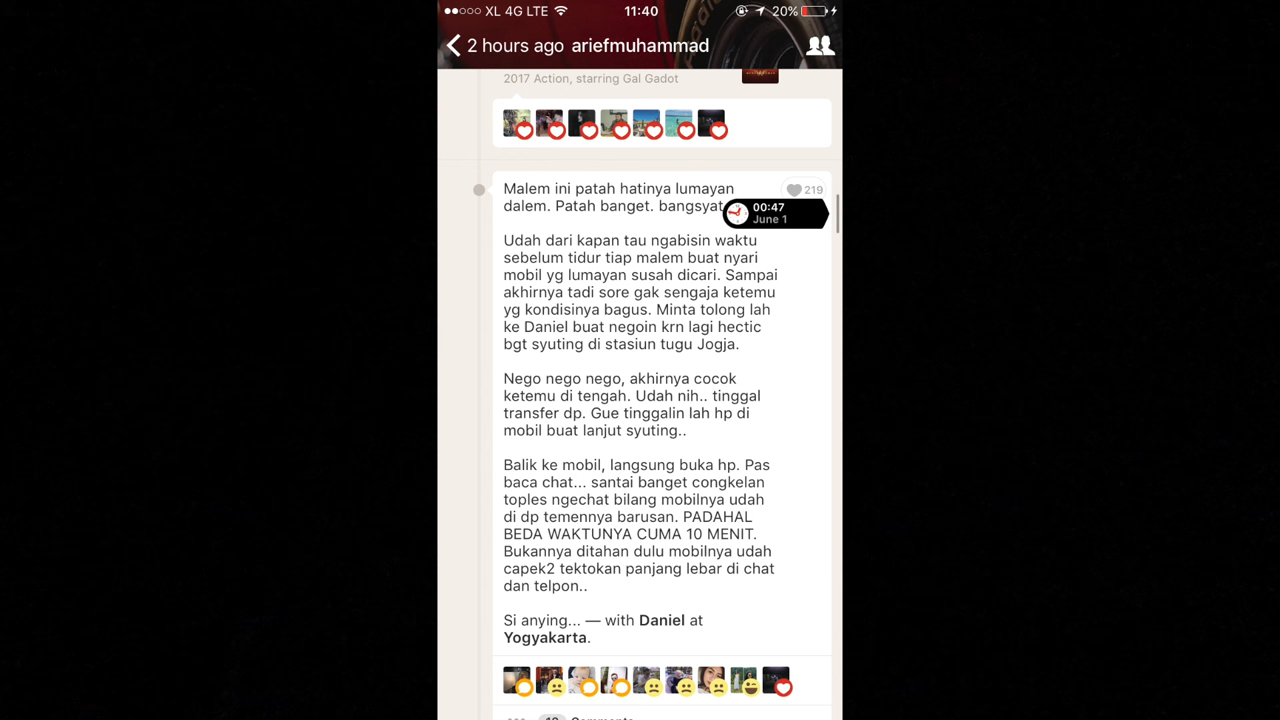 XL 4G LTE 11:40 20%
2 hours ago ariefmuhammad
2017 Action, starring Gal Gadot
Malem ini patah hatinya lumayan
219
dalem. Patah banget. bangsyat
00:47
June 1
Udah dari kapan tau ngabisin waktu
sebelum tidur tiap malem buat nyari
mobil yg lumayan susah dicari. Sampai
akhirnya tadi sore gak sengaja ketemu
yg kondisinya bagus. Minta tolong lah
ke Daniel buat negoin krn lagi hectic
bgt syuting di stasiun tugu Jogja.
Nego nego nego, akhirnya cocok
ketemu di tengah. Udah nih.. tinggal
transfer dp. Gue tinggalin lah hp di
mobil buat lanjut syuting..
Balik ke mobil, langsung buka hp. Pas
baca chat... santai banget congkelan
toples ngechat bilang mobilnya udah
di dp temennya barusan. PADAHAL
BEDA WAKTUNYA CUMA 10 MENIT.
Bukannya ditahan dulu mobilnya udah
capek2 tektokan panjang lebar di chat
dan telpon..
Si anying... — with Daniel at
Yogyakarta.